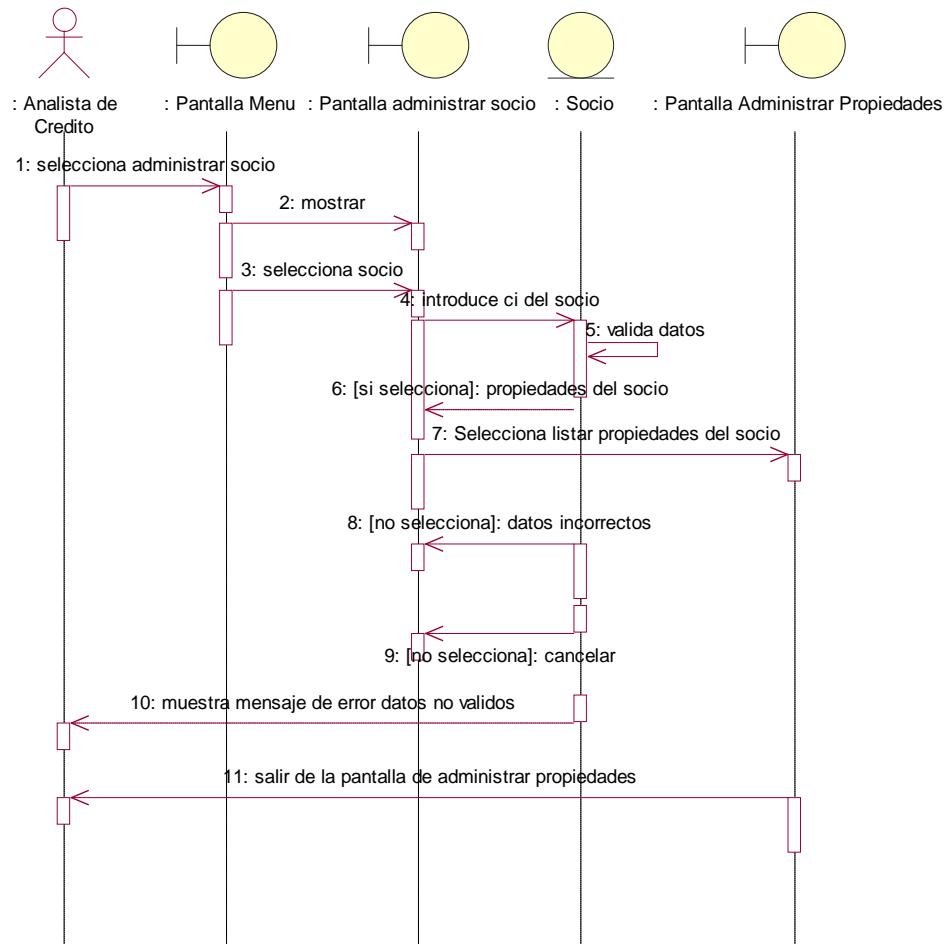 : Analista de
Credito
: Pantalla Menu
: Pantalla administrar socio
: Socio
: Pantalla Administrar Propiedades
1: selecciona administrar socio
2: mostrar
3: selecciona socio
4: introduce ci del socio
5: valida datos
6: [si selecciona]: propiedades del socio
7: Selecciona listar propiedades del socio
8: [no selecciona]: datos incorrectos
9: [no selecciona]: cancelar
10: muestra mensaje de error datos no validos
11: salir de la pantalla de administrar propiedades